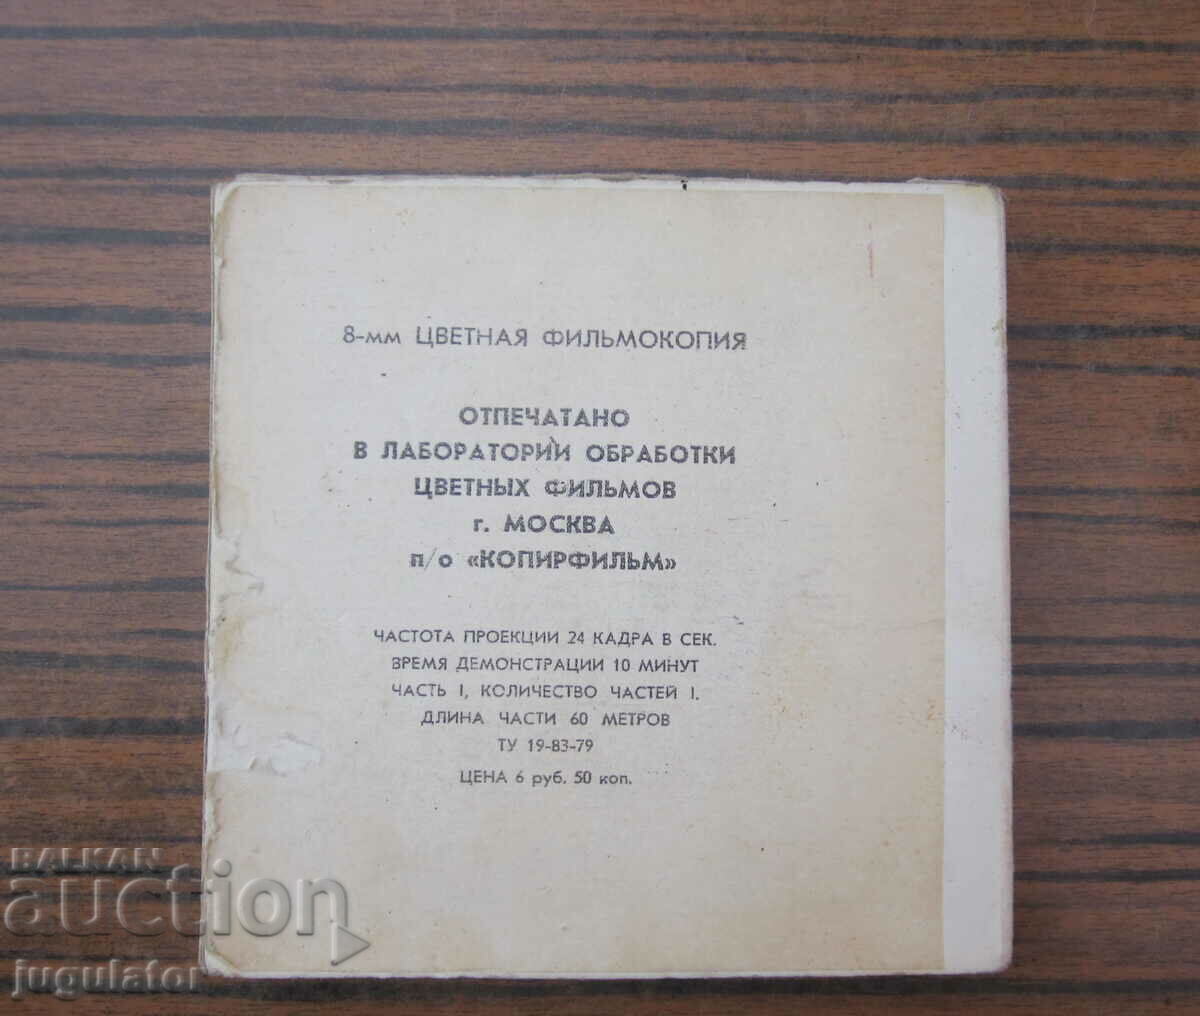 8-мм ЦВЕТНАЯ ФИЛЬМОКОПИЯ
ОТПЕЧАТАНО
В ЛАБОРАТОРИИ ОБРАБОТКИ
ЦВЕТНЫХ ФИЛЬМОВ
г. МОСКВА
п/о «КОПИРФИЛЬМ»
ЧАСТОТА ПРОЕКЦИИ 24 КАДРА В СЕК.
ВРЕМЯ ДЕМОНСТРАЦИИ 10 МИНУТ
ЧАСТЬ I, КОЛИЧЕСТВО ЧАСТЕЙ I.
ДЛИНА ЧАСТИ 60 МЕТРОВ
ТУ 19-83-79
ЦЕНА 6 руб. 50 коп.
BALKAN
auction
jugulator